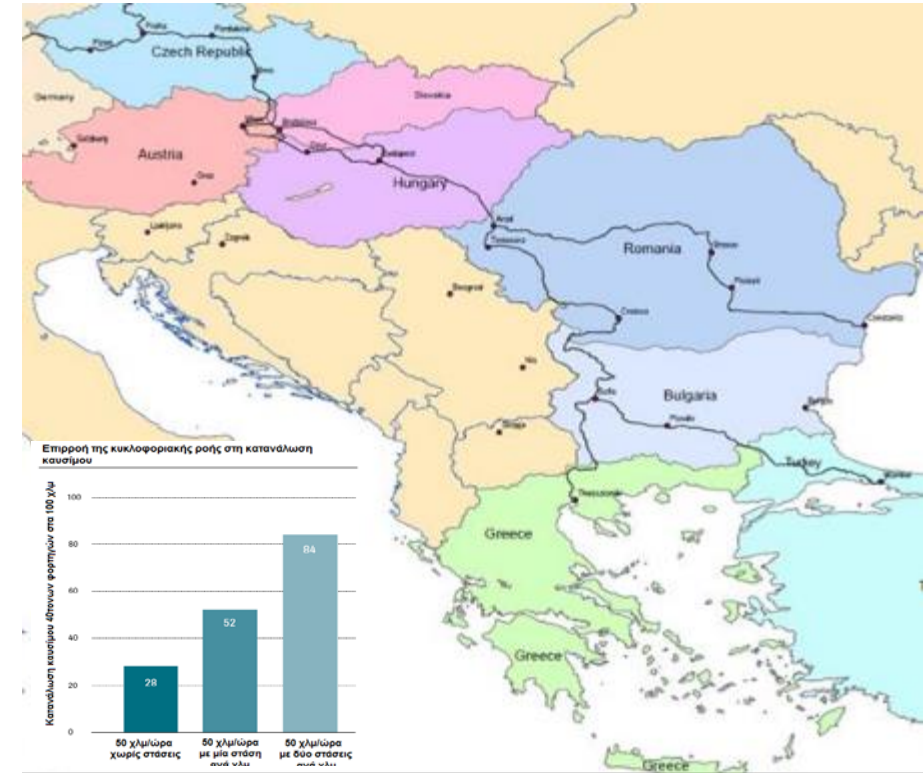 Praha
Pardubice
Plzen
Czech Republic
Brno
Germany
Slovakia
Bratislava
Salzburg
Austria
Graz
Gyor
Budapest
Hungary
Ljubljana
Zagreb
Arad
Timisoara
Romania
Brasov
Ploiesti
Beograd
Craiova
Constanta
Nis
Sofia
Bulgaria
Plovdiv
Burgas
Skopje
Turkey
Istanbul
Thessaloniki
Greece
Greece
Greece
Επιρροή της κυκλοφοριακής ροής στη κατανάλωση
καυσίμου
Κατανάλωση καυσίμου 40τονων φορτηγών στα 100 χλμ
100
80
60
40
20
0
28
52
84
50 χλμ/ώρα
χωρίς στάσεις
50 χλμ/ώρα
με μία στάση
ανά χλμ
50 χλμ/ώρα
με δύο στάσεις
ανά χλμ